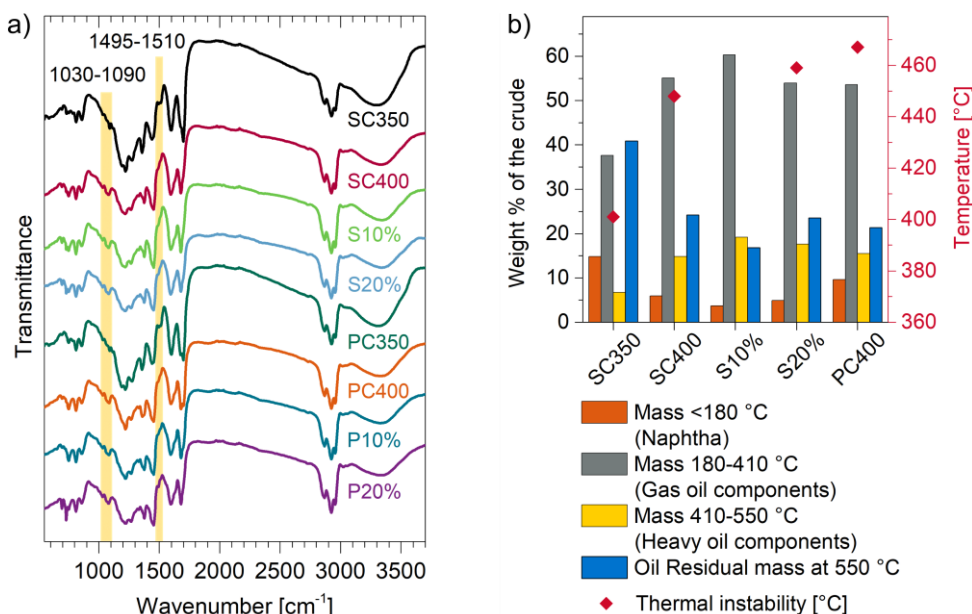 a)
1495-1510
1030-1090
SC350
SC400
S10%
S20%
PC350
PC400
P10%
P20%
Transmittance
1000 1500 2000 2500 3000 3500
Wavenumber [cm⁻¹]
b)
Weight % of the crude
60
50
40
30
20
10
0
460
440
420
400
380
360
Temperature [°C]
SC350 SC400 S10% S20% PC400
Mass <180 °C
(Naphtha)
Mass 180-410 °C
(Gas oil components)
Mass 410-550 °C
(Heavy oil components)
Oil Residual mass at 550 °C
Thermal instability [°C]